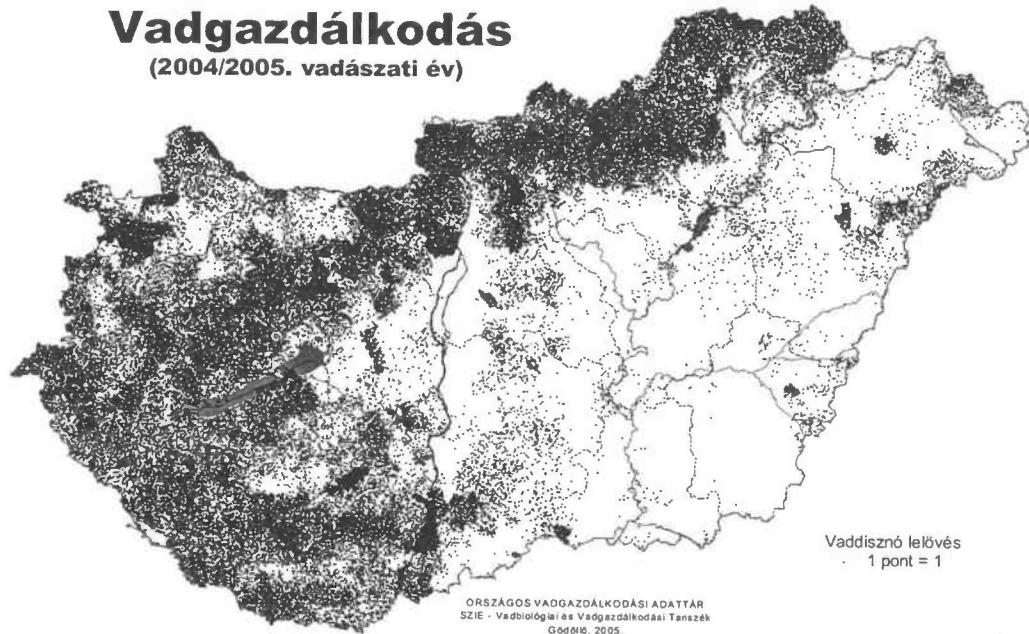 Vadgazdálkodás
(2004/2005. vadászati év)
Vaddisznó lelövés
1 pont = 1
ORSZÁGOS VADGAZDÁLKODÁSI ADATTÁR
SZIE - Vadbiológiai és Vadgazdálkodási Tanszék
Gödöllő, 2005.